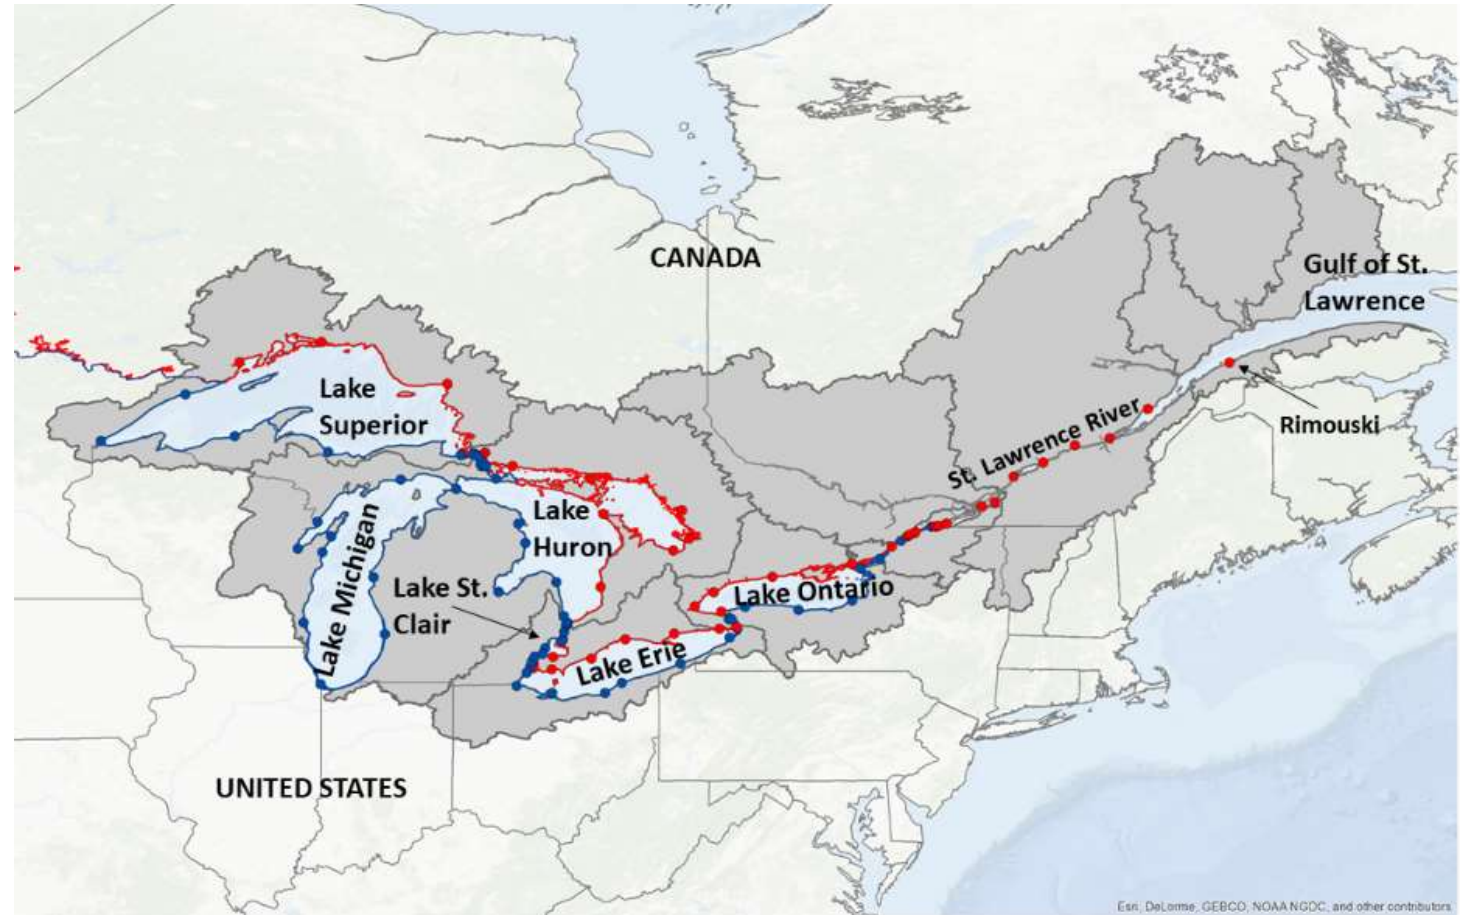 CANADA
Gulf of St.
Lawrence
Lake
Superior
Rimouski
St. Lawrence River
Lake
Huron
Lake Michigan
Lake St.
Clair
Lake Ontario
Lake Erie
UNITED STATES
Esri, DeLorme, GEBCO, NOAA NGDC, and other contributors